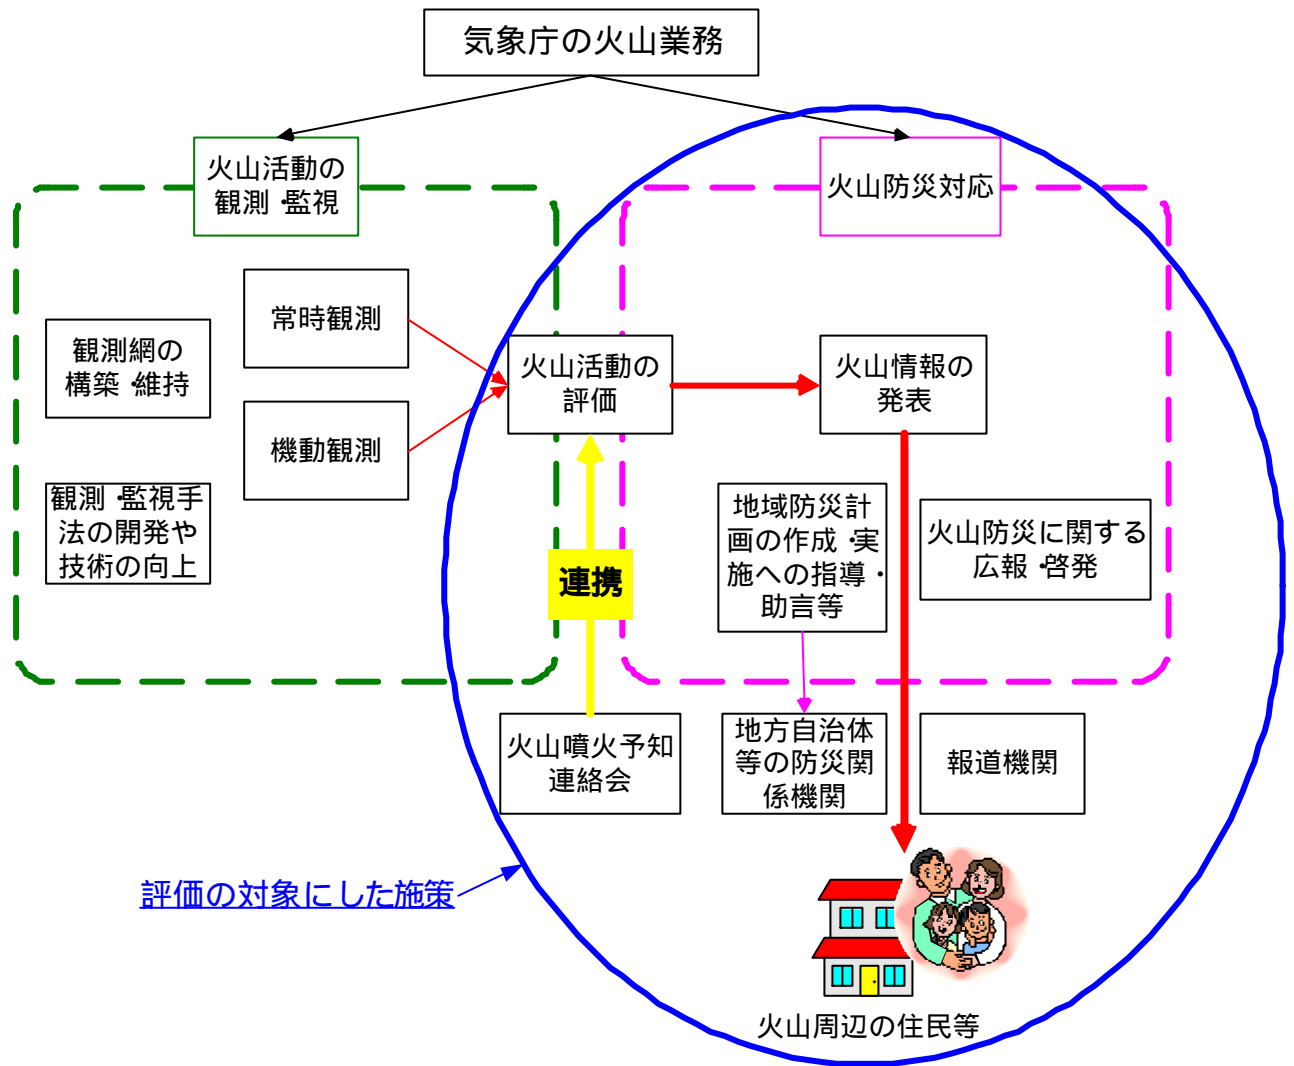 気象庁の火山業務
火山活動の
観測・監視
火山防災対応
常時観測
観測網の
構築・維持
火山活動の
評価
火山情報の
発表
機動観測
観測・監視手
法の開発や
技術の向上
地域防災計
画の作成・実
施への指導・
助言等
火山防災に関する
広報・啓発
連携
火山噴火予知
連絡会
地方自治体
等の防災関
係機関
報道機関
評価の対象にした施策
火山周辺の住民等